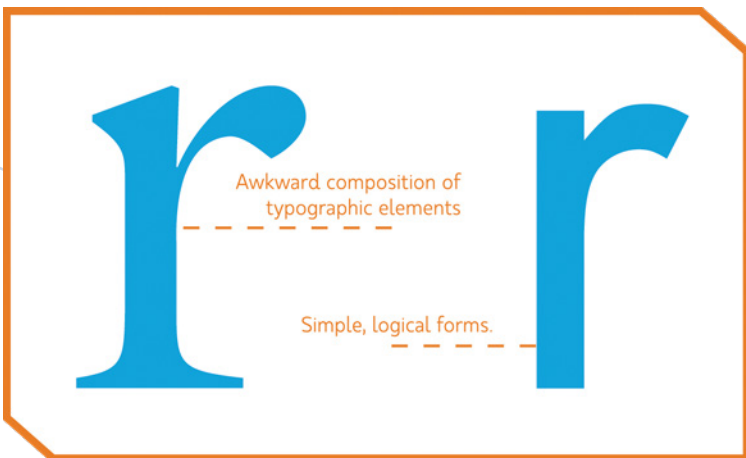 r r
Awkward composition of
typographic elements
Simple, logical forms.